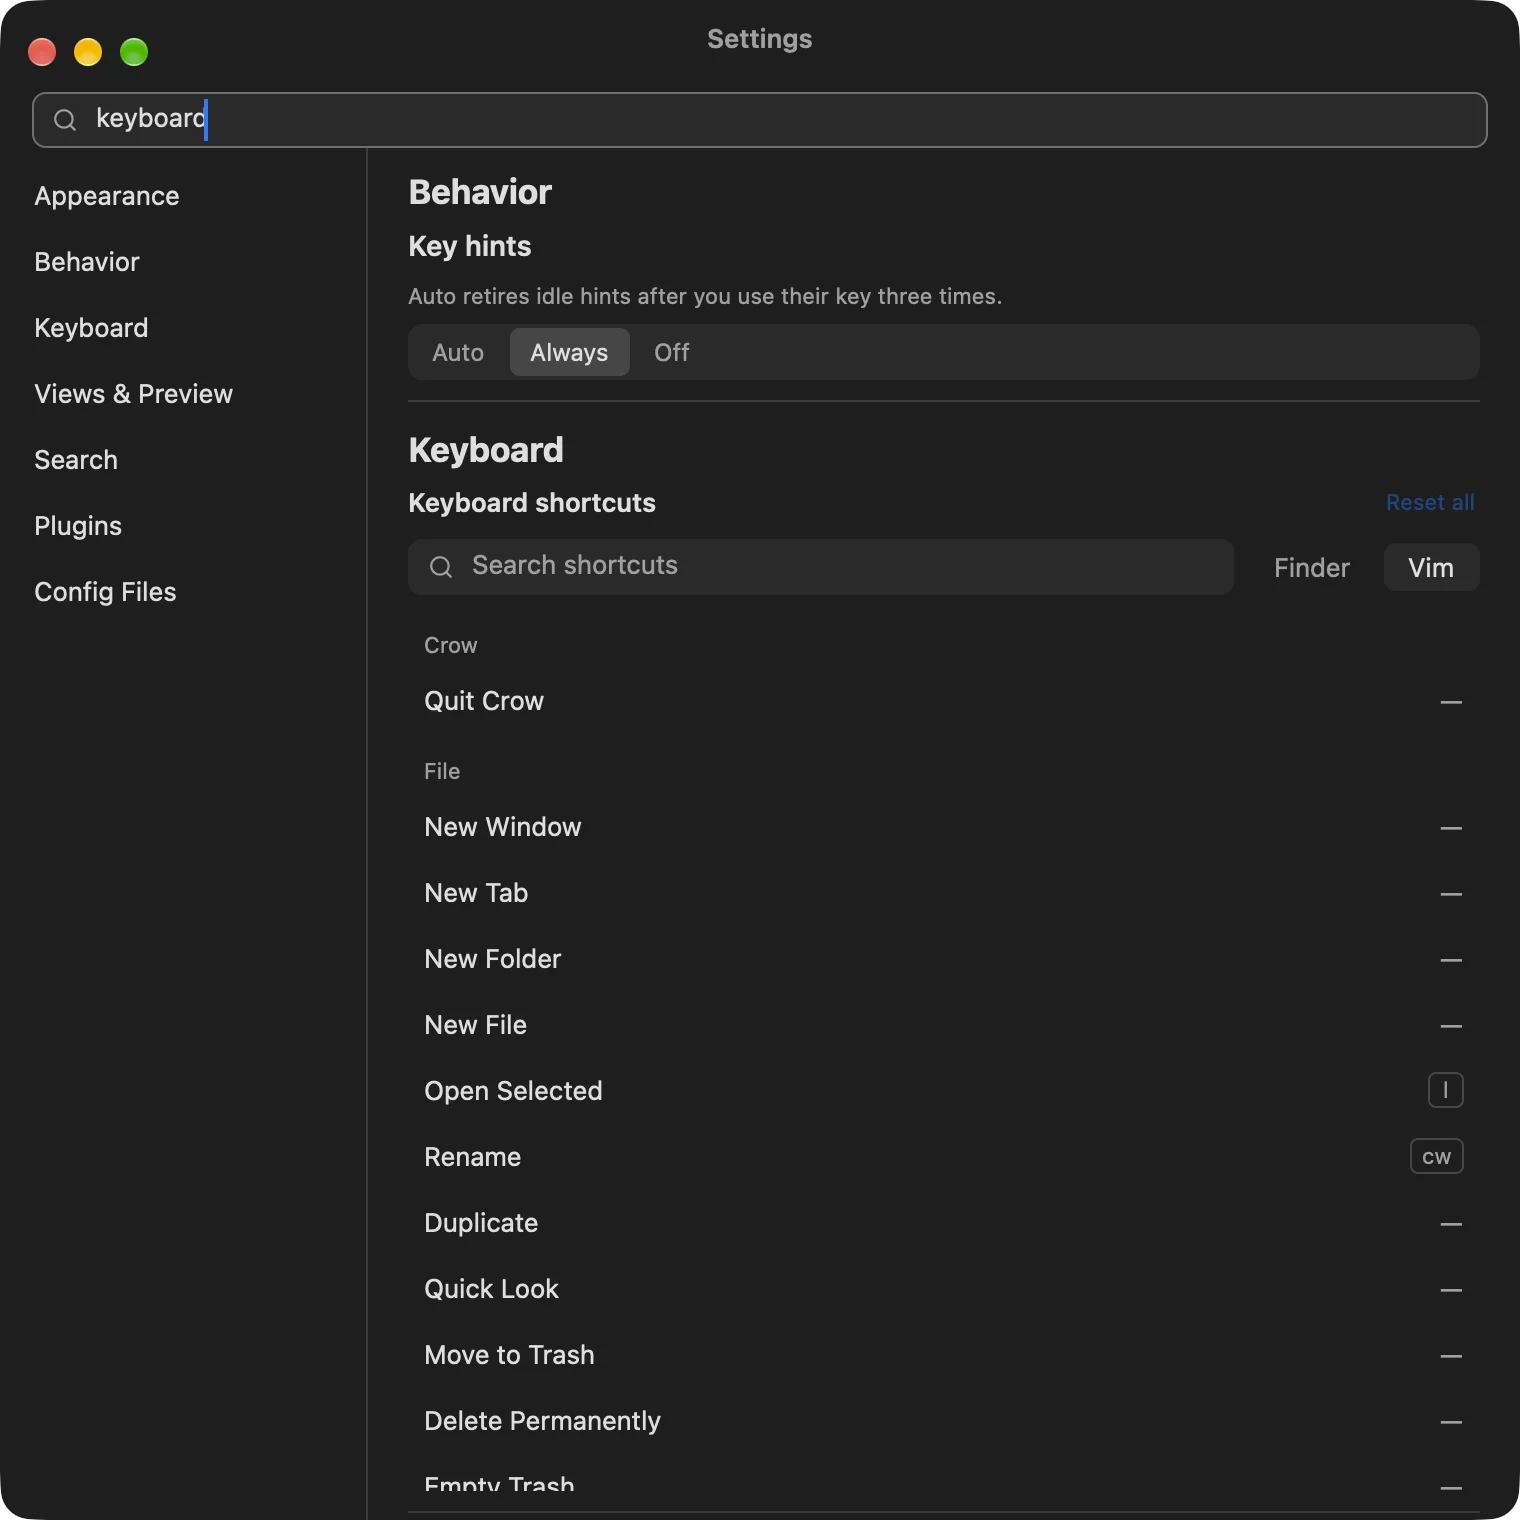 Settings
keyboard
Appearance
Behavior
Keyboard
Views & Preview
Search
Plugins
Config Files
Behavior
Key hints
Auto retires idle hints after you use their key three times.
Auto Always Off
Keyboard
Keyboard shortcuts Reset all
Search shortcuts Finder Vim
Crow
Quit Crow —
File
New Window —
New Tab —
New Folder —
New File —
Open Selected l
Rename cw
Duplicate —
Quick Look —
Move to Trash —
Delete Permanently —
Empty Trash —